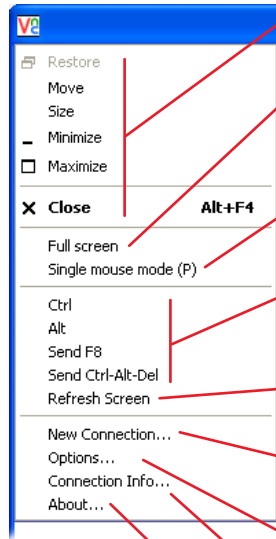 Restore
Move
Size
Minimize
Maximize
Close Alt+F4
Full screen
Single mouse mode (P)
Ctrl
Alt
Send F8
Send Ctrl-Alt-Del
Refresh Screen
New Connection...
Options...
Connection Info...
About...